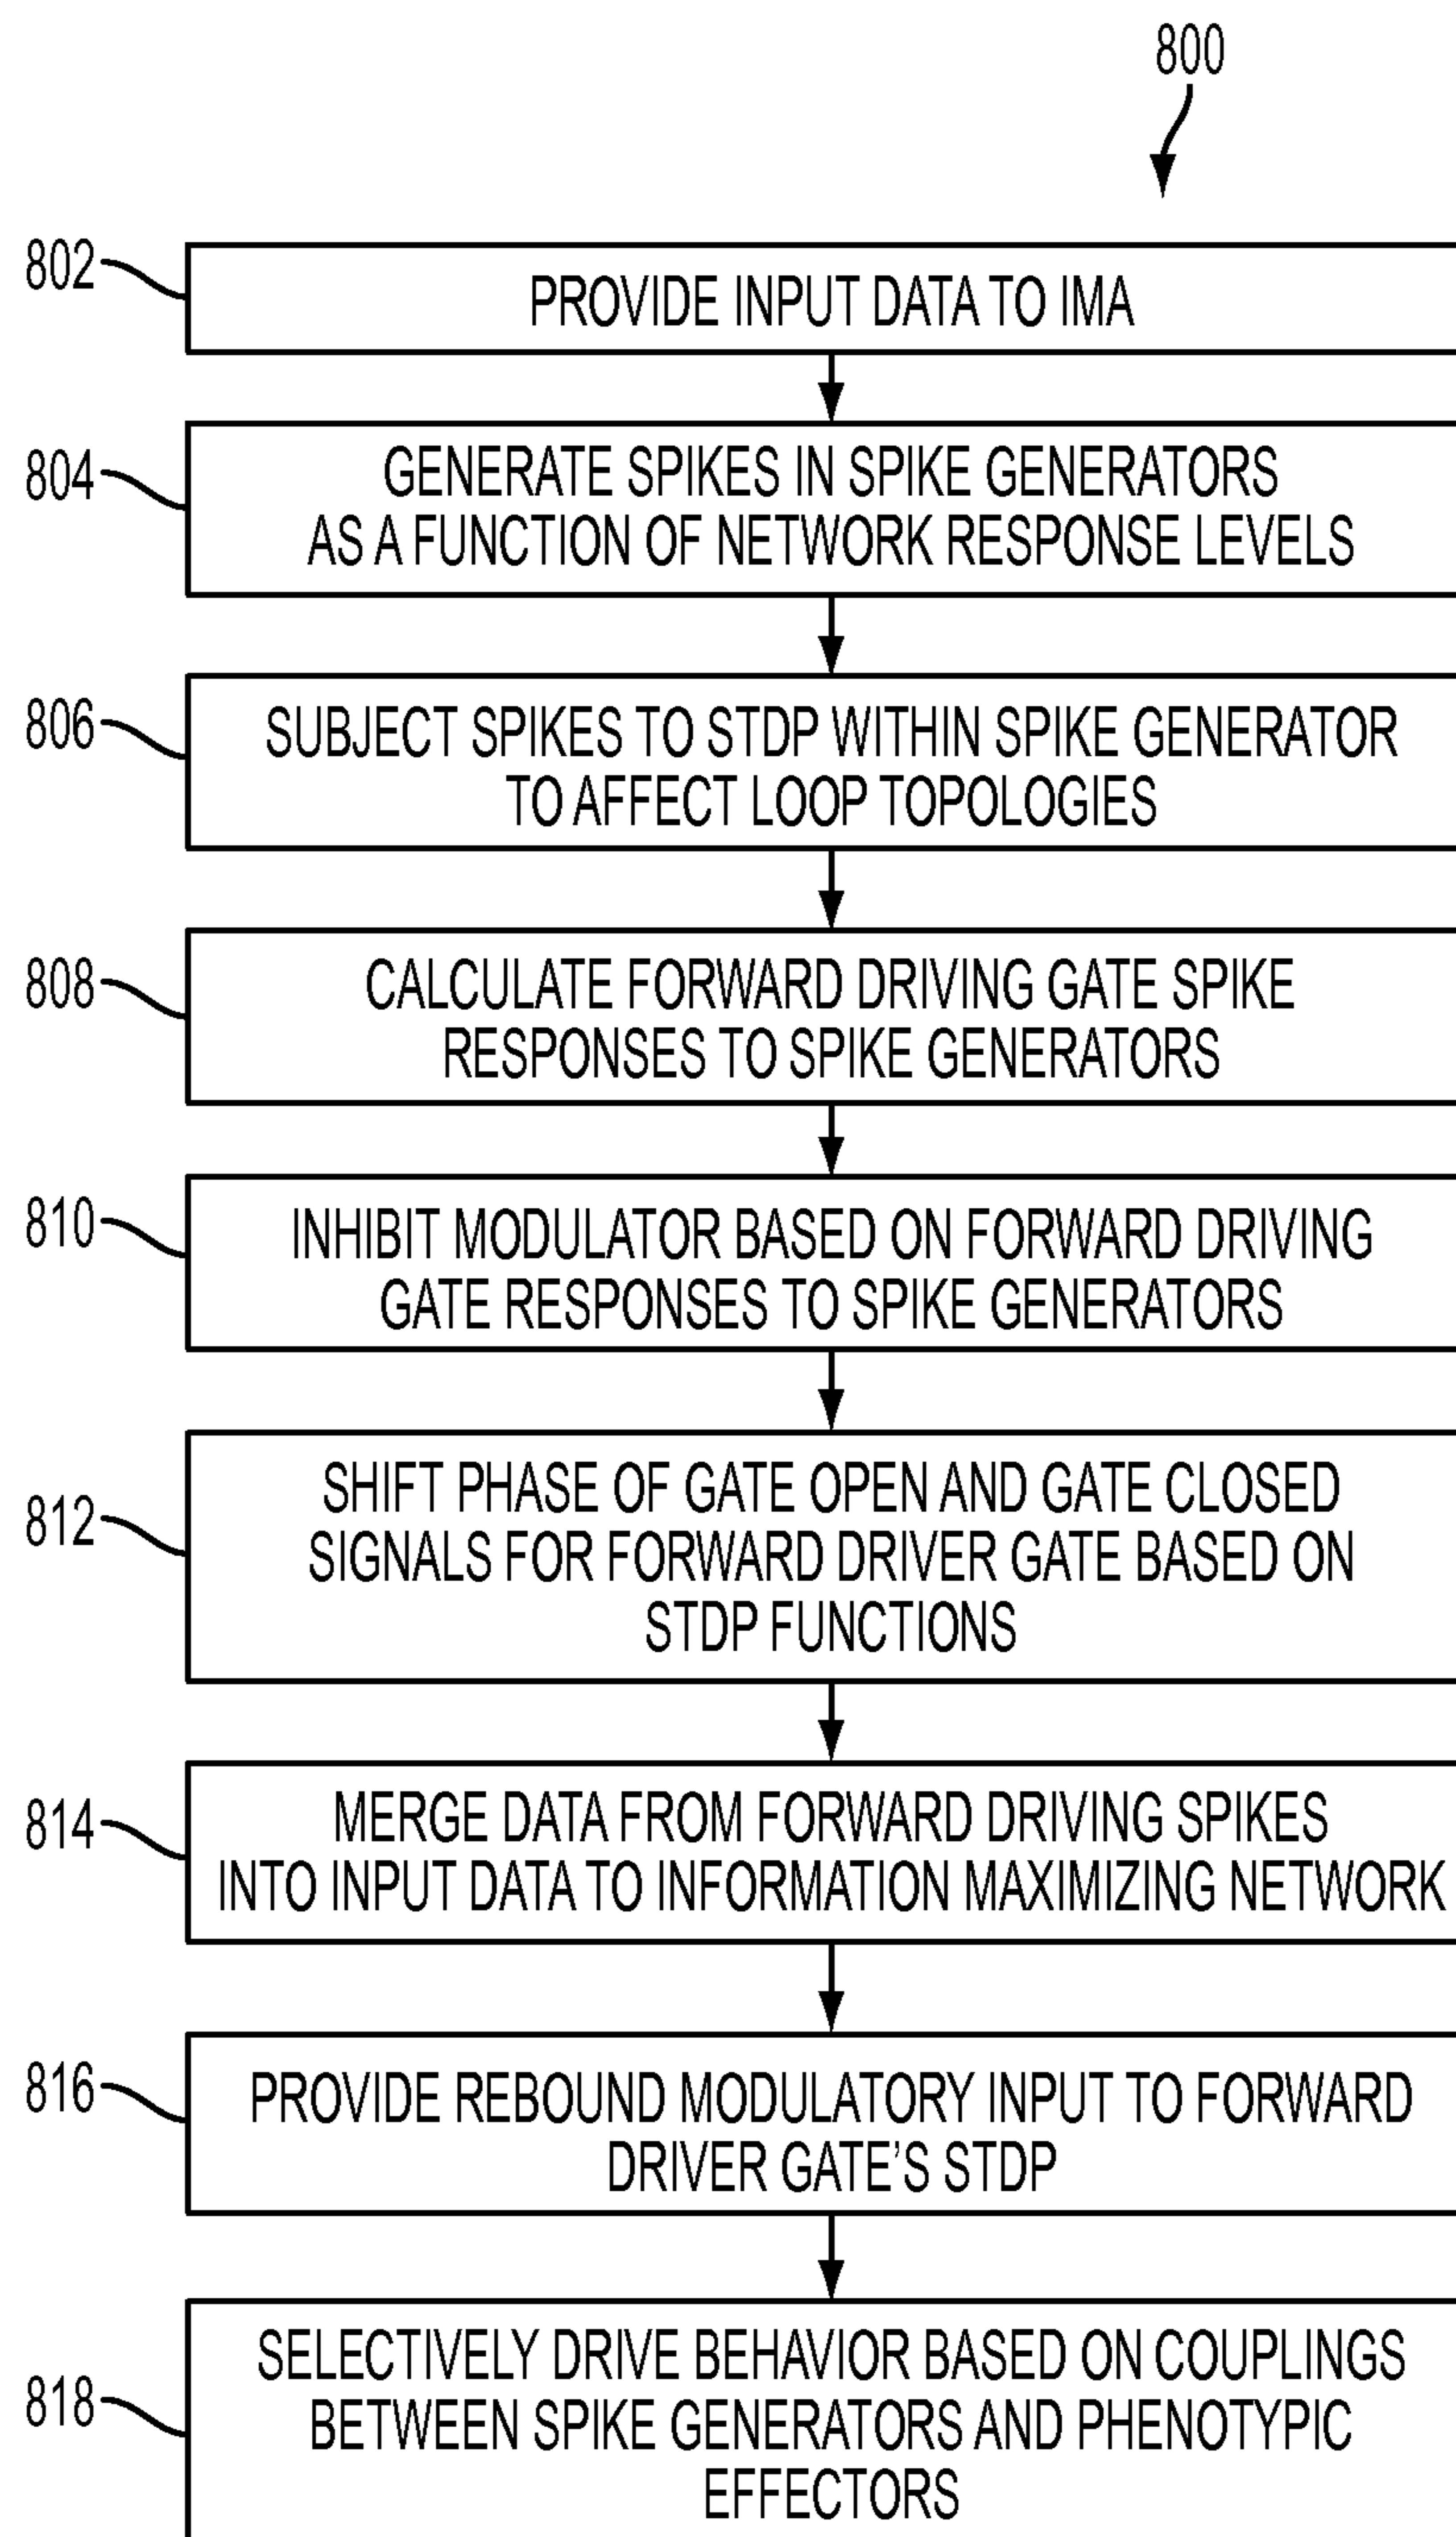 800
802
PROVIDE INPUT DATA TO IMA
804
GENERATE SPIKES IN SPIKE GENERATORS
AS A FUNCTION OF NETWORK RESPONSE LEVELS
806
SUBJECT SPIKES TO STDP WITHIN SPIKE GENERATOR
TO AFFECT LOOP TOPOLOGIES
808
CALCULATE FORWARD DRIVING GATE SPIKE
RESPONSES TO SPIKE GENERATORS
810
INHIBIT MODULATOR BASED ON FORWARD DRIVING
GATE RESPONSES TO SPIKE GENERATORS
812
SHIFT PHASE OF GATE OPEN AND GATE CLOSED
SIGNALS FOR FORWARD DRIVER GATE BASED ON
STDP FUNCTIONS
814
MERGE DATA FROM FORWARD DRIVING SPIKES
INTO INPUT DATA TO INFORMATION MAXIMIZING NETWORK
816
PROVIDE REBOUND MODULATORY INPUT TO FORWARD
DRIVER GATE'S STDP
818
SELECTIVELY DRIVE BEHAVIOR BASED ON COUPLINGS
BETWEEN SPIKE GENERATORS AND PHENOTYPIC
EFFECTORS